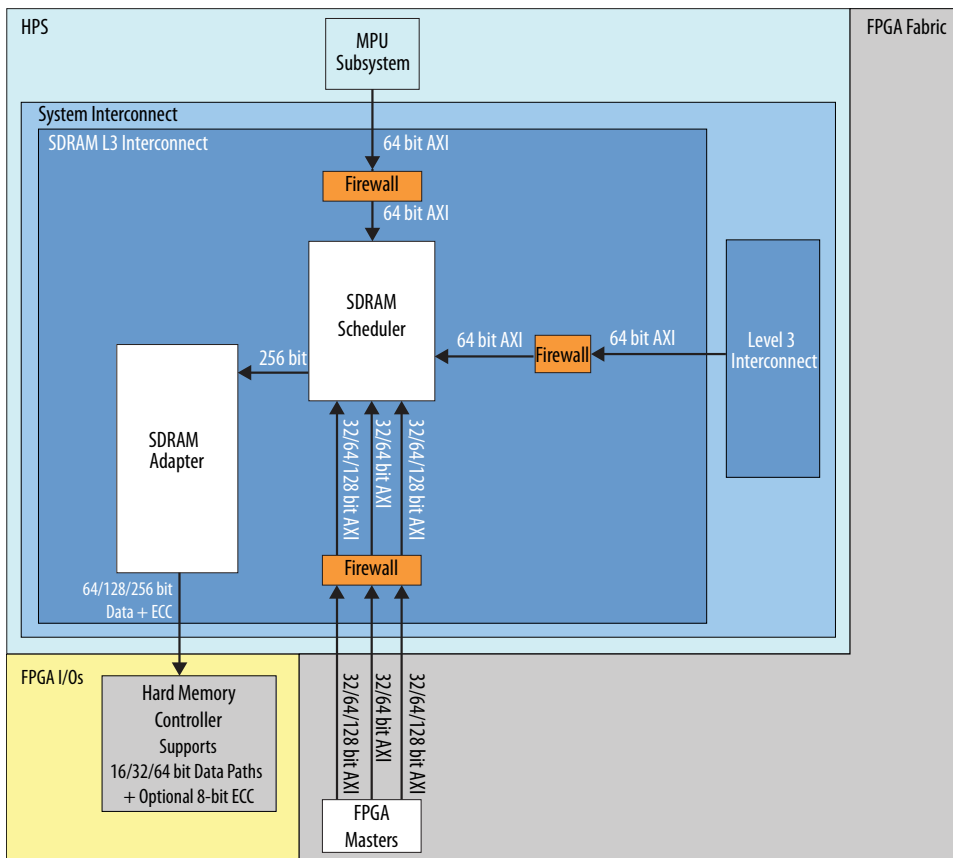 HPS
FPGA Fabric
MPU
Subsystem
System Interconnect
SDRAM L3 Interconnect
64 bit AXI
Firewall
64 bit AXI
SDRAM
Scheduler
64 bit AXI
Firewall
64 bit AXI
Level 3
Interconnect
256 bit
SDRAM
Adapter
32/64/128 bit AXI
32/64 bit AXI
32/64/128 bit AXI
Firewall
64/128/256 bit
Data + ECC
32/64/128 bit AXI
32/64 bit AXI
32/64/128 bit AXI
FPGA I/Os
Hard Memory
Controller
Supports
16/32/64 bit Data Paths
+ Optional 8-bit ECC
FPGA
Masters